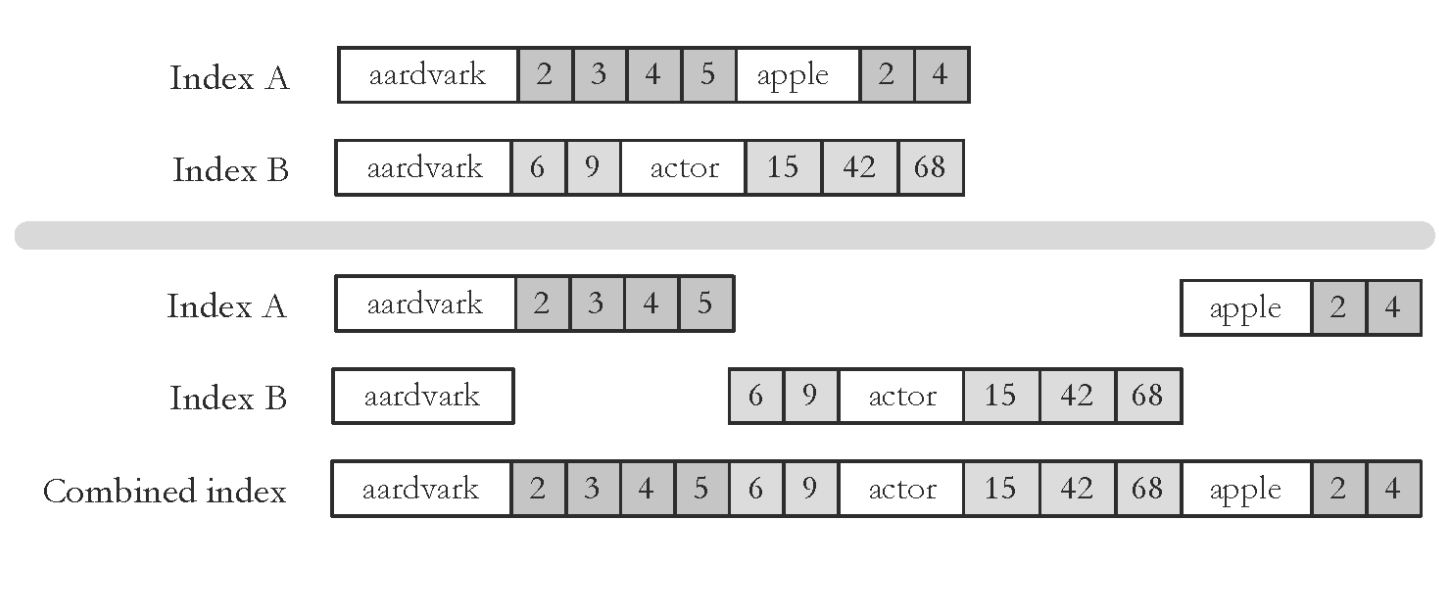 Index A aardvark 2 3 4 5 apple 2 4
Index B aardvark 6 9 actor 15 42 68
Index A aardvark 2 3 4 5 apple 2 4
Index B aardvark 6 9 actor 15 42 68
Combined index aardvark 2 3 4 5 6 9 actor 15 42 68 apple 2 4